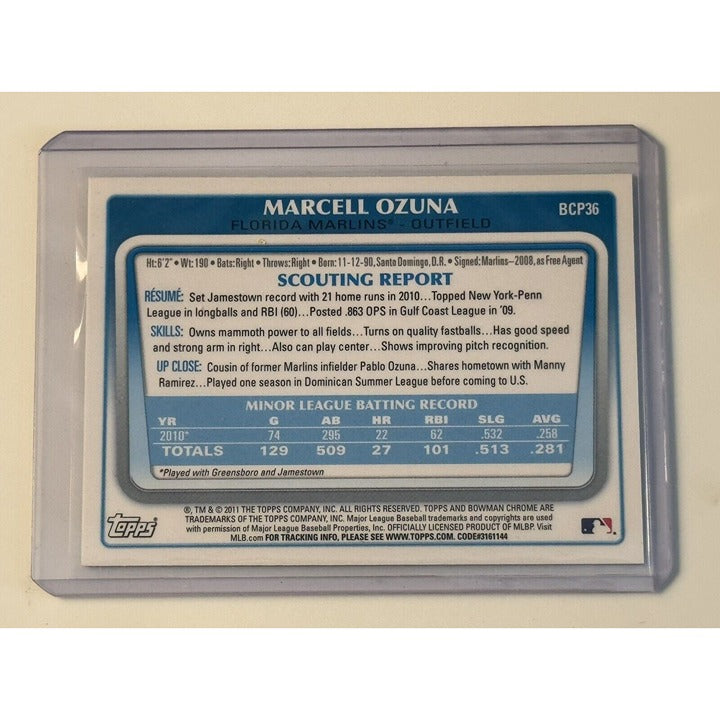 MARCELL OZUNA
BCP36
FLORIDA MARLINS® - OUTFIELD
Ht: 6'2" • Wt: 190 • Bats: Right • Throws: Right • Born: 11-12-90, Santo Domingo, D.R. • Signed: Marlins–2008, as Free Agent
SCOUTING REPORT
RÉSUMÉ: Set Jamestown record with 21 home runs in 2010...Topped New York-Penn
League in longballs and RBI (60)...Posted .863 OPS in Gulf Coast League in '09.
SKILLS: Owns mammoth power to all fields...Turns on quality fastballs...Has good speed
and strong arm in right...Also can play center...Shows improving pitch recognition.
UP CLOSE: Cousin of former Marlins infielder Pablo Ozuna...Shares hometown with Manny
Ramirez...Played one season in Dominican Summer League before coming to U.S.
MINOR LEAGUE BATTING RECORD
YR G AB HR RBI SLG AVG
2010* 74 295 22 62 .532 .258
TOTALS 129 509 27 101 .513 .281
*Played with Greensboro and Jamestown
®, TM & © 2011 THE TOPPS COMPANY, INC. ALL RIGHTS RESERVED. TOPPS AND BOWMAN CHROME ARE
TRADEMARKS OF THE TOPPS COMPANY, INC. Major League Baseball trademarks and copyrights are used
with permission of Major League Baseball Properties, Inc. OFFICIALLY LICENSED PRODUCT OF MLBP. Visit
MLB.com FOR TRACKING INFO, PLEASE SEE WWW.TOPPS.COM. CODE#3161144
Topps